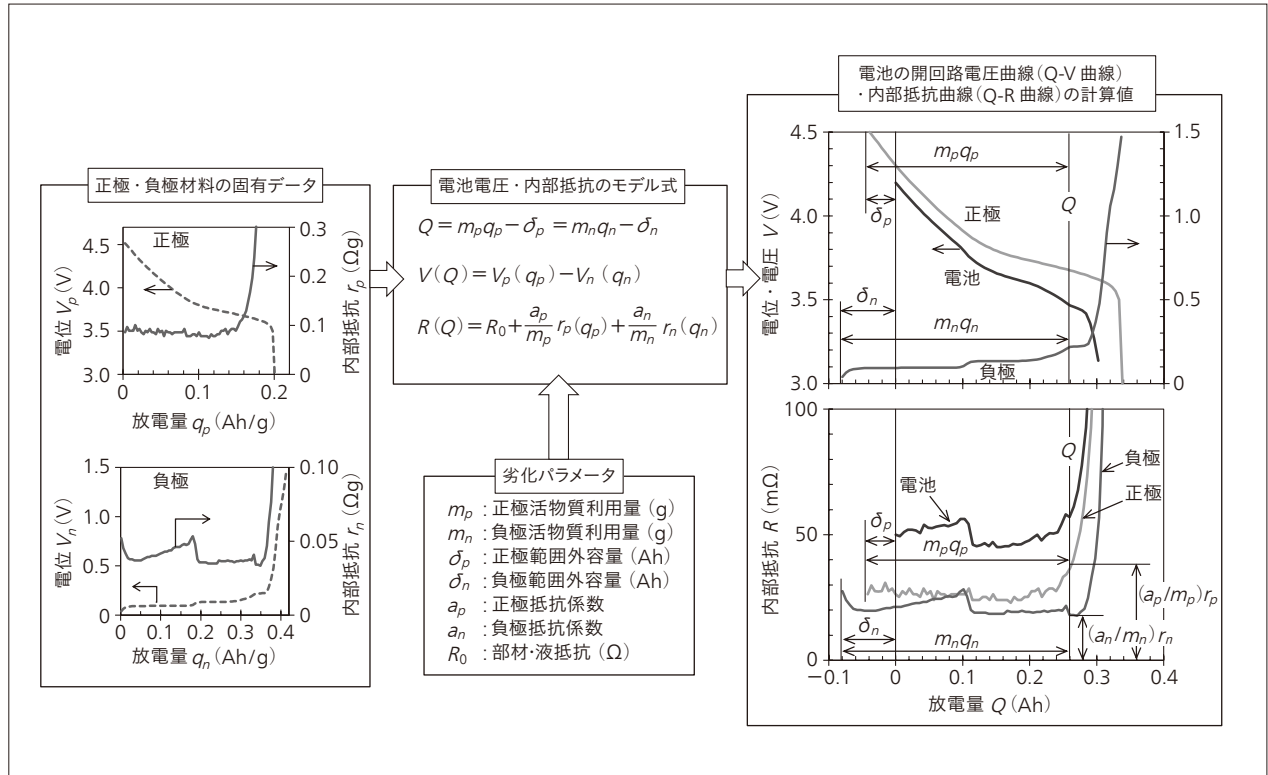 正極・負極材料の固有データ
正極
電位 Vp (V)
4.5
4.0
3.5
3.0
0
0.1
0.2
放電量 qp (Ah/g)
0.3
0.2
0.1
0
内部抵抗 rp (Ωg)
負極
電位 Vn (V)
1.5
1.0
0.5
0
0
0.1
0.2
0.3
0.4
放電量 qn (Ah/g)
0.10
0.05
0
内部抵抗 rn (Ωg)
電池電圧・内部抵抗のモデル式
Q = mpqp − δp = mnqn − δn
V(Q) = Vp(qp) − Vn(qn)
R(Q) = R0 + ap/mp rp(qp) + an/mn rn(qn)
劣化パラメータ
mp : 正極活物質利用量 (g)
mn : 負極活物質利用量 (g)
δp : 正極範囲外容量 (Ah)
δn : 負極範囲外容量 (Ah)
ap : 正極抵抗係数
an : 負極抵抗係数
R0 : 部材・液抵抗 (Ω)
電池の開回路電圧曲線(Q-V 曲線)
・内部抵抗曲線(Q-R 曲線)の計算値
電位・電圧 V (V)
4.5
4.0
3.5
3.0
1.5
1.0
0.5
0
mpqp
δp
Q
正極
電池
δn
mnqn
負極
内部抵抗 R (mΩ)
100
50
0
Q
電池
負極
正極
δp
mpqp
(ap/mp)rp
(an/mn)rn
δn
mnqn
−0.1
0
0.1
0.2
0.3
0.4
放電量 Q (Ah)